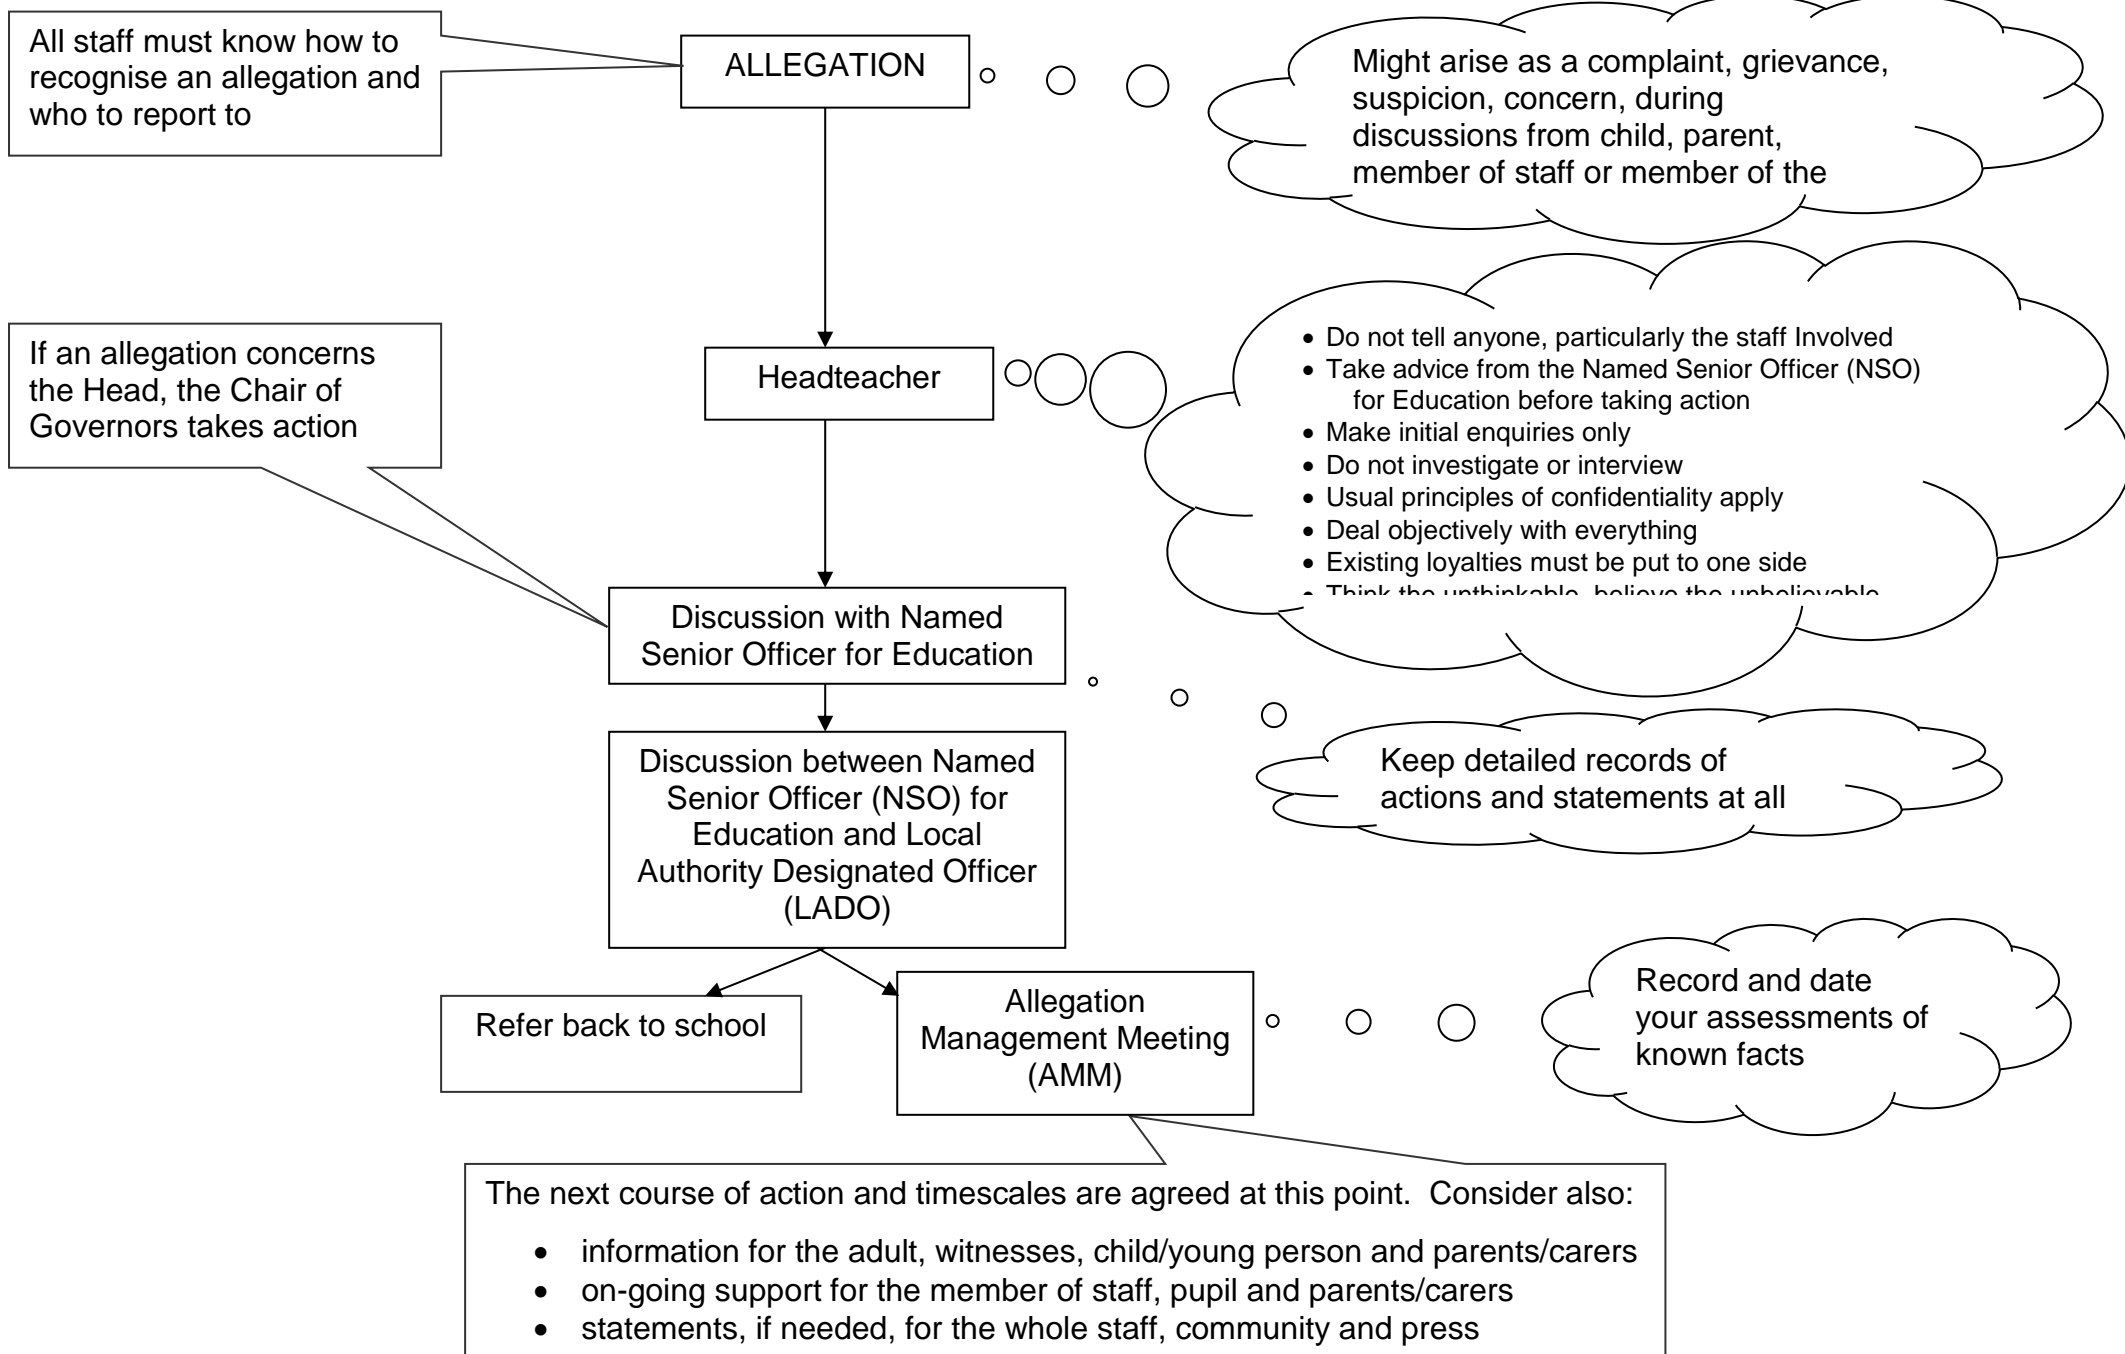 All staff must know how to
recognise an allegation and
who to report to
ALLEGATION
Might arise as a complaint, grievance,
suspicion, concern, during
discussions from child, parent,
member of staff or member of the
If an allegation concerns
the Head, the Chair of
Governors takes action
Headteacher
• Do not tell anyone, particularly the staff Involved
• Take advice from the Named Senior Officer (NSO)
for Education before taking action
• Make initial enquiries only
• Do not investigate or interview
• Usual principles of confidentiality apply
• Deal objectively with everything
• Existing loyalties must be put to one side
• Think the unthinkable, believe the unbelievable
Discussion with Named
Senior Officer for Education
Keep detailed records of
actions and statements at all
Discussion between Named
Senior Officer (NSO) for
Education and Local
Authority Designated Officer
(LADO)
Refer back to school
Allegation
Management Meeting
(AMM)
Record and date
your assessments of
known facts
The next course of action and timescales are agreed at this point.  Consider also:
• information for the adult, witnesses, child/young person and parents/carers
• on-going support for the member of staff, pupil and parents/carers
• statements, if needed, for the whole staff, community and press